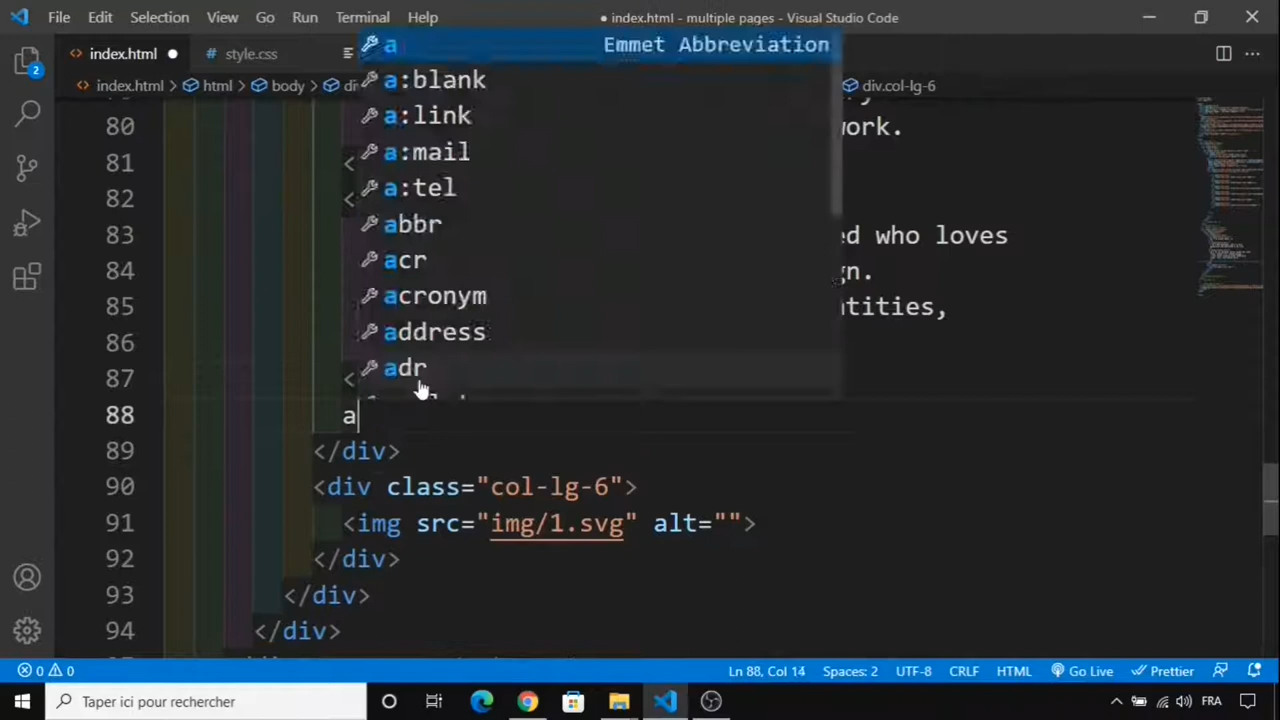 File Edit Selection View Go Run Terminal Help
● index.html - multiple pages - Visual Studio Code
index.html ● # style.css
index.html > html > body > div.col-lg-6
a Emmet Abbreviation
a:blank
a:link
a:mail
a:tel
abbr
acr
acronym
address
adr
80 work.
81 <
82 <
83 ed who loves
84 gn.
85 tities,
86
87 <
88 a
89 </div>
90 <div class="col-lg-6">
91 <img src="img/1.svg" alt="">
92 </div>
93 </div>
94 </div>
2
0 0 Ln 88, Col 14 Spaces: 2 UTF-8 CRLF HTML Go Live Prettier
Taper ici pour rechercher FRA